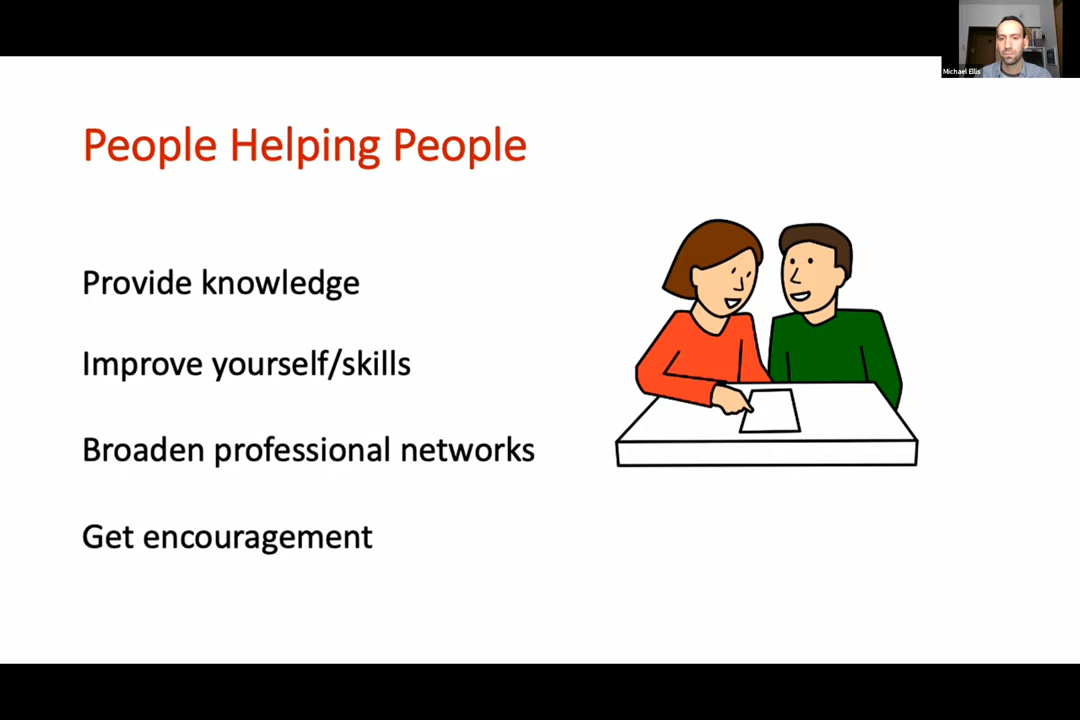 Michael Ellis
People Helping People
Provide knowledge
Improve yourself/skills
Broaden professional networks
Get encouragement